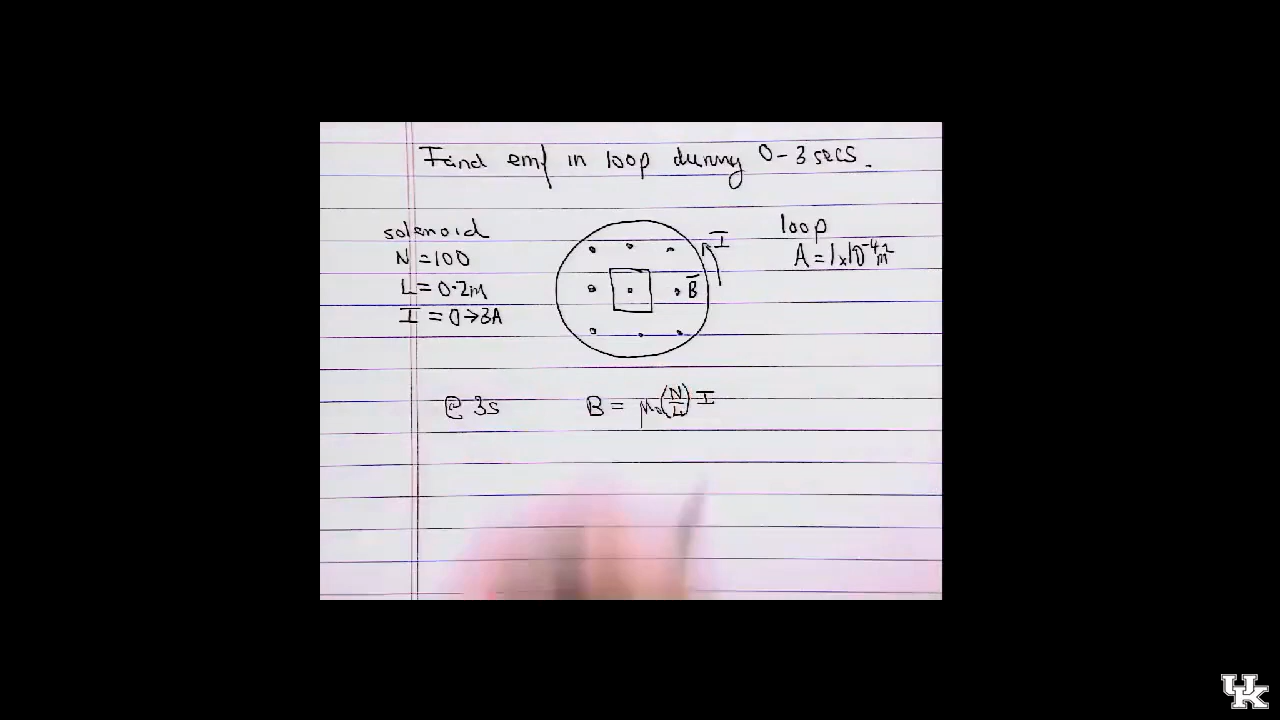 Find emf in loop during 0-3 secs.
solenoid
N = 100
L = 0.2m
I = 0→3A
I
B
loop
A = 1x10⁻⁴m²
@ 3s
B = μ₀(N/L) I
UK